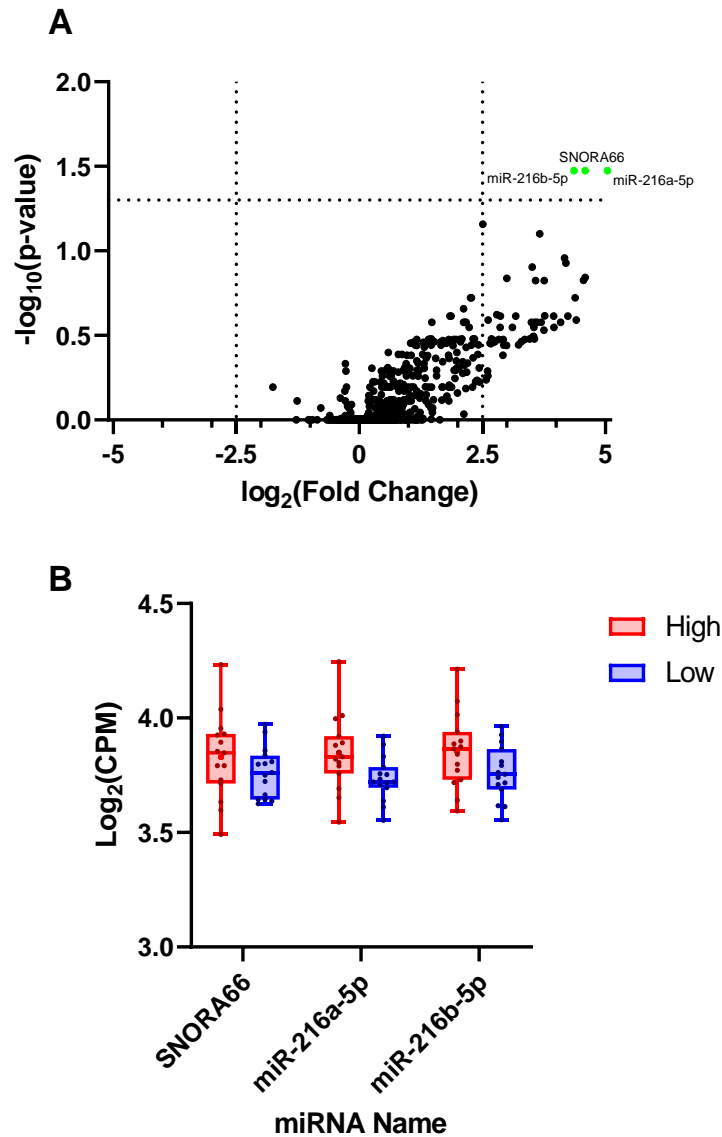 A
2.0
1.5
1.0
0.5
0.0
-log10(p-value)
SNORA66
miR-216b-5p
miR-216a-5p
-5
-2.5
0
2.5
5
log2(Fold Change)
B
4.5
4.0
3.5
3.0
Log2(CPM)
High
Low
SNORA66
miR-216a-5p
miR-216b-5p
miRNA Name